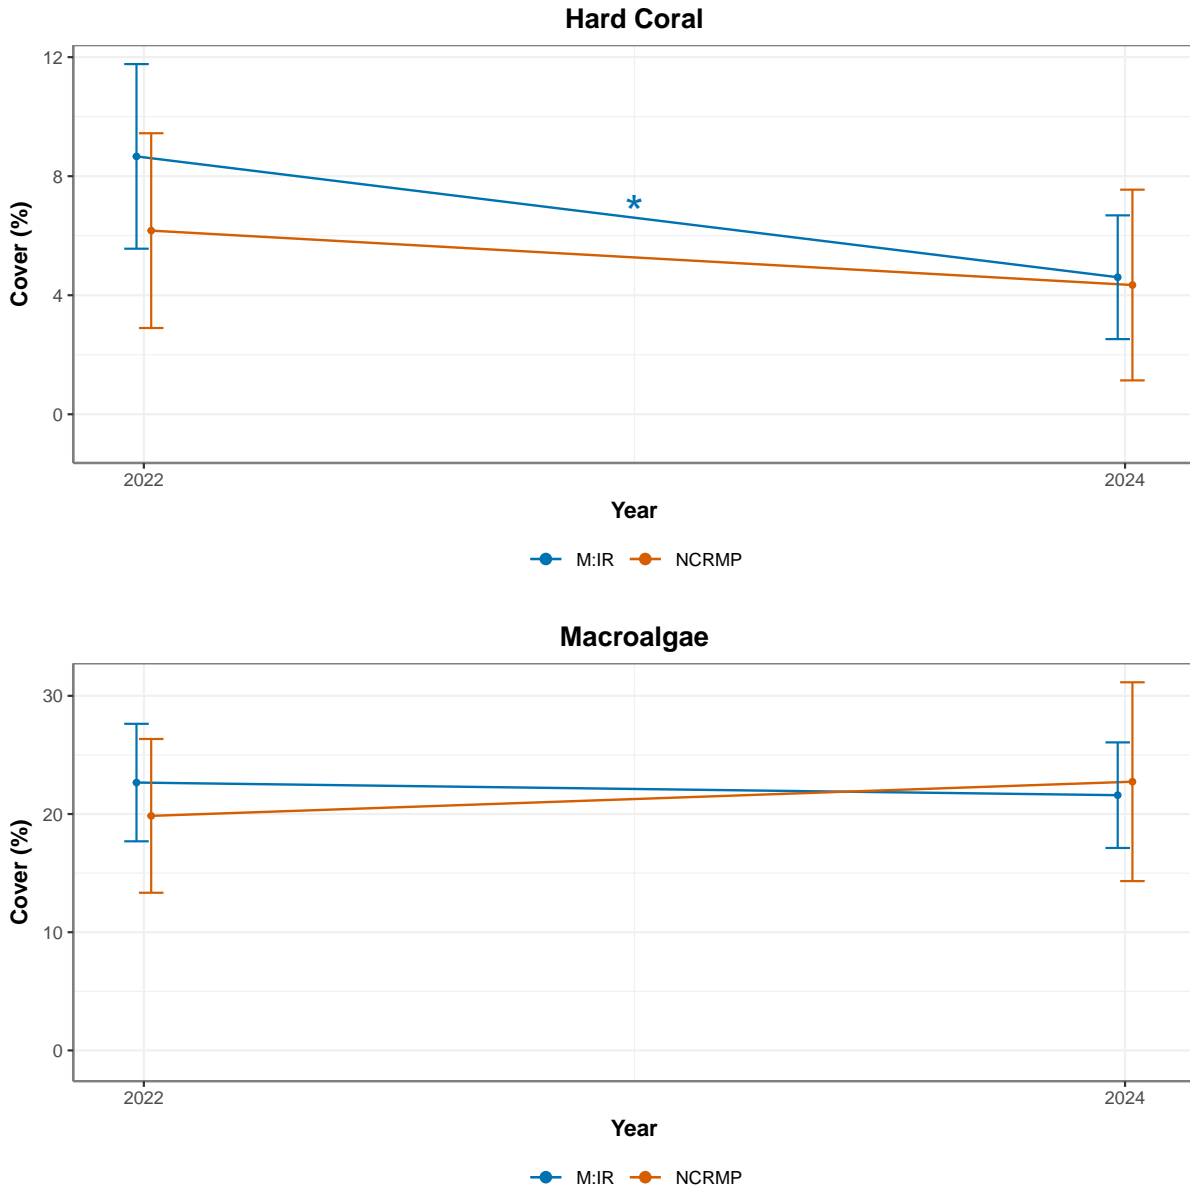 Hard Coral
12
8
4
0
Cover (%)
*
2022 2024
Year
M:IR NCRMP
Macroalgae
30
20
10
0
Cover (%)
2022 2024
Year
M:IR NCRMP